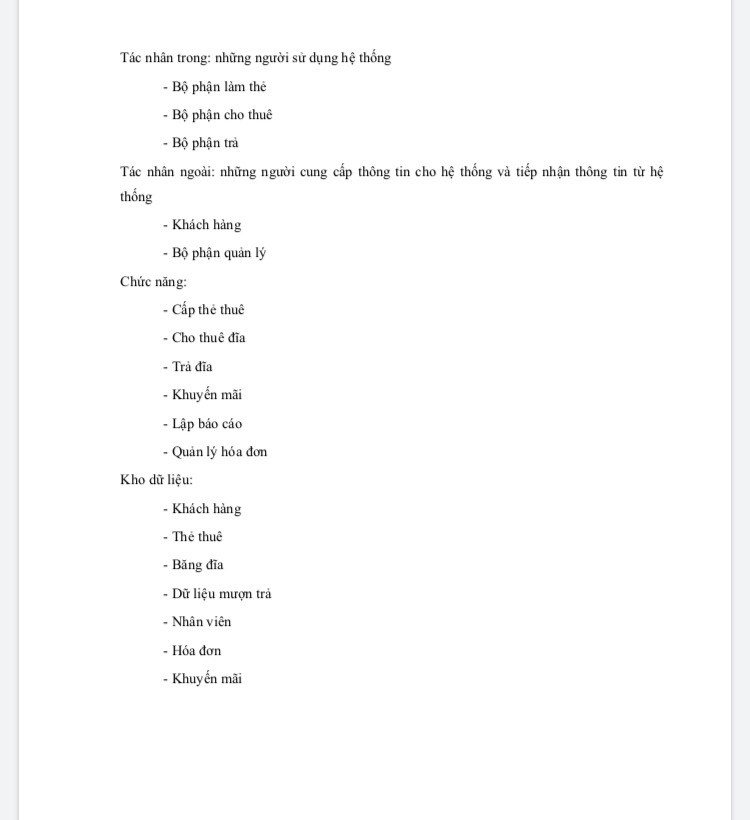 Tác nhân trong: những người sử dụng hệ thống
- Bộ phận làm thẻ
- Bộ phận cho thuê
- Bộ phận trả
Tác nhân ngoài: những người cung cấp thông tin cho hệ thống và tiếp nhận thông tin từ hệ
thống
- Khách hàng
- Bộ phận quản lý
Chức năng:
- Cấp thẻ thuê
- Cho thuê đĩa
- Trả đĩa
- Khuyến mãi
- Lập báo cáo
- Quản lý hóa đơn
Kho dữ liệu:
- Khách hàng
- Thẻ thuê
- Băng đĩa
- Dữ liệu mượn trả
- Nhân viên
- Hóa đơn
- Khuyến mãi